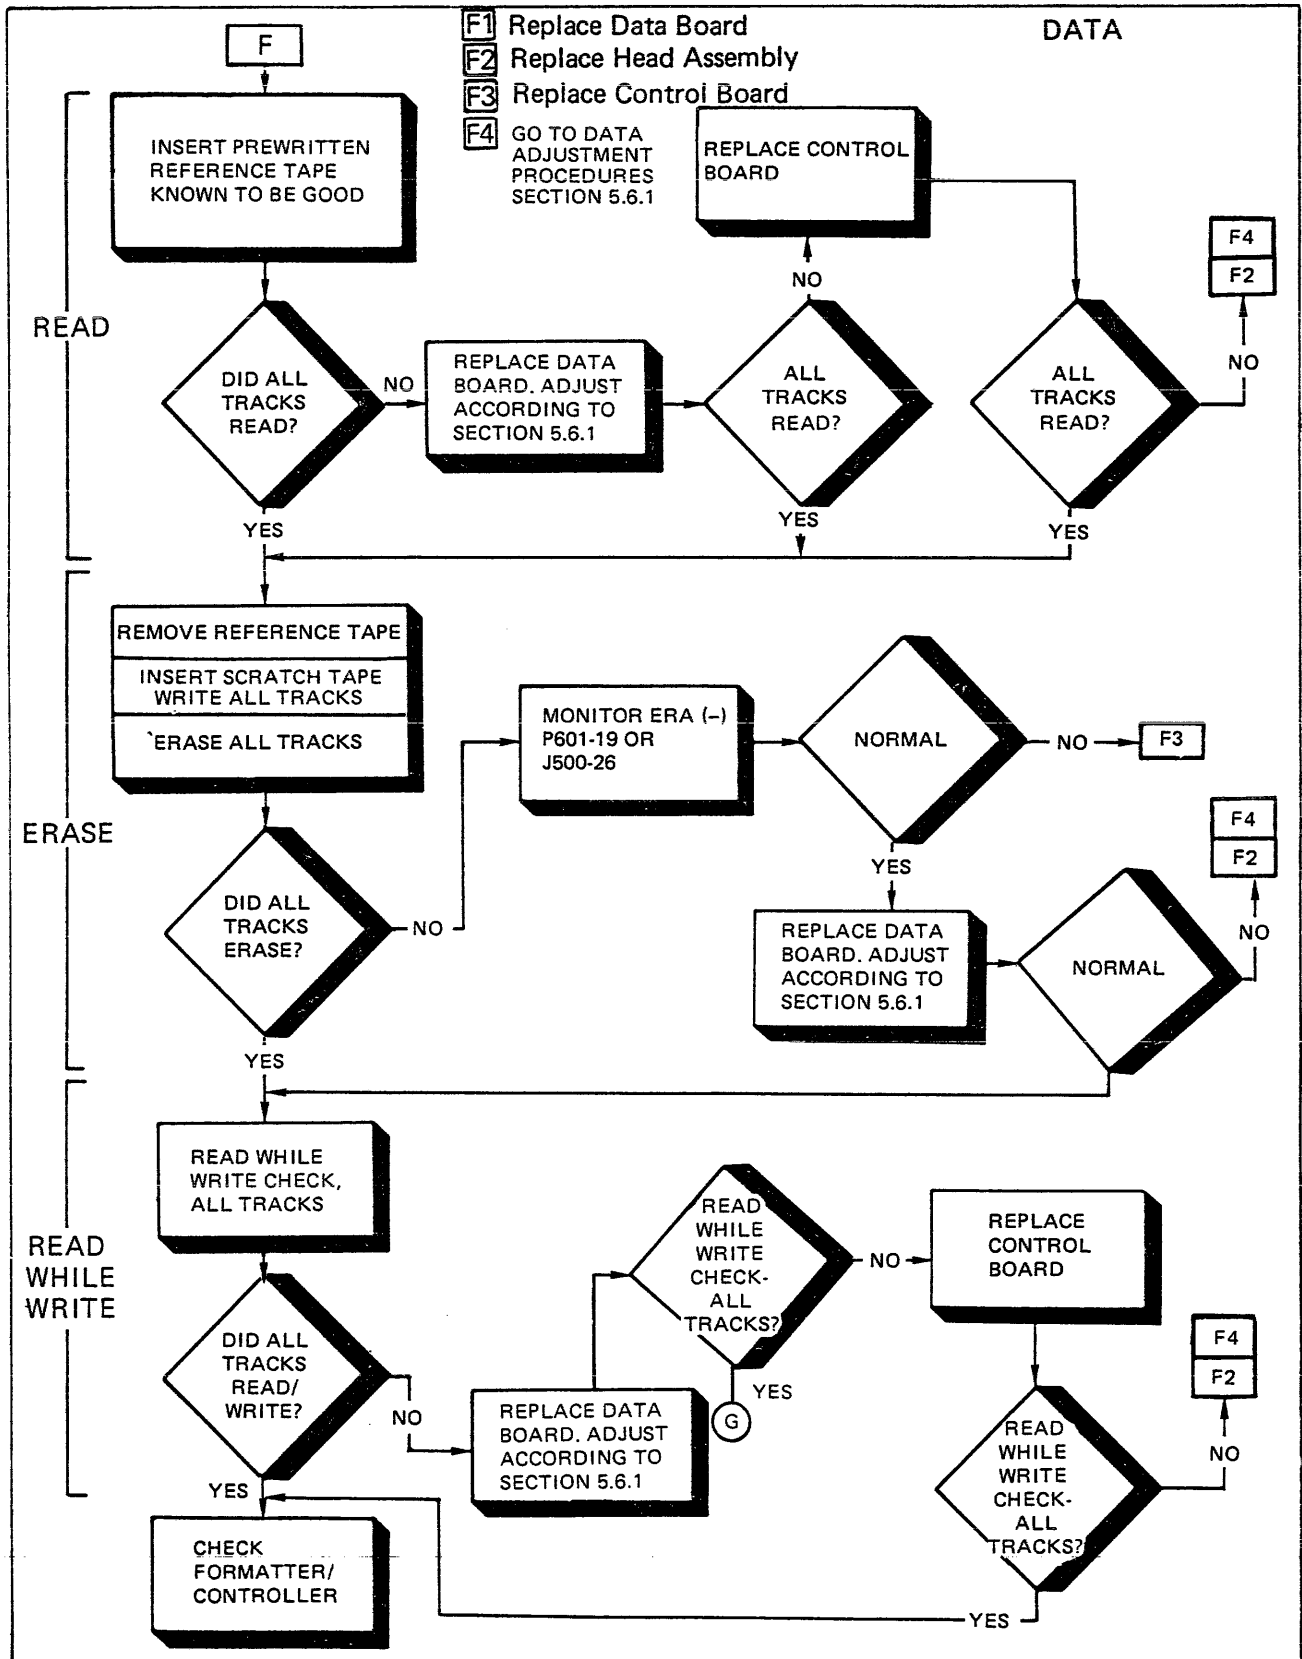 F
F1 Replace Data Board
F2 Replace Head Assembly
F3 Replace Control Board
F4 GO TO DATA
ADJUSTMENT
PROCEDURES
SECTION 5.6.1
DATA
READ
INSERT PREWRITTEN
REFERENCE TAPE
KNOWN TO BE GOOD
REPLACE CONTROL
BOARD
DID ALL
TRACKS
READ?
NO
YES
REPLACE DATA
BOARD. ADJUST
ACCORDING TO
SECTION 5.6.1
NO
ALL
TRACKS
READ?
YES
ALL
TRACKS
READ?
YES
NO
F4
F2
ERASE
REMOVE REFERENCE TAPE
INSERT SCRATCH TAPE
WRITE ALL TRACKS
ERASE ALL TRACKS
DID ALL
TRACKS
ERASE?
NO
YES
MONITOR ERA (–)
P601-19 OR
J500-26
NORMAL
NO
F3
YES
REPLACE DATA
BOARD. ADJUST
ACCORDING TO
SECTION 5.6.1
NORMAL
NO
F4
F2
READ
WHILE
WRITE
READ WHILE
WRITE CHECK,
ALL TRACKS
DID ALL
TRACKS
READ/
WRITE?
NO
YES
REPLACE DATA
BOARD. ADJUST
ACCORDING TO
SECTION 5.6.1
READ
WHILE
WRITE
CHECK-
ALL
TRACKS?
YES
G
NO
REPLACE
CONTROL
BOARD
READ
WHILE
WRITE
CHECK-
ALL
TRACKS?
NO
F4
F2
YES
CHECK
FORMATTER/
CONTROLLER